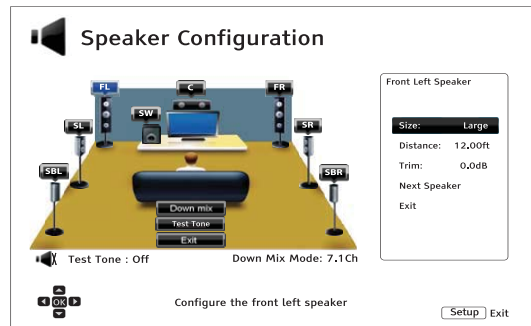 Speaker Configuration
FL
C
FR
SW
SL
SR
SBL
SBR
Down mix
Test Tone
Exit
Test Tone : Off
Down Mix Mode: 7.1Ch
Front Left Speaker
Size: Large
Distance: 12.00ft
Trim: 0.0dB
Next Speaker
Exit
OK
Configure the front left speaker
Setup Exit